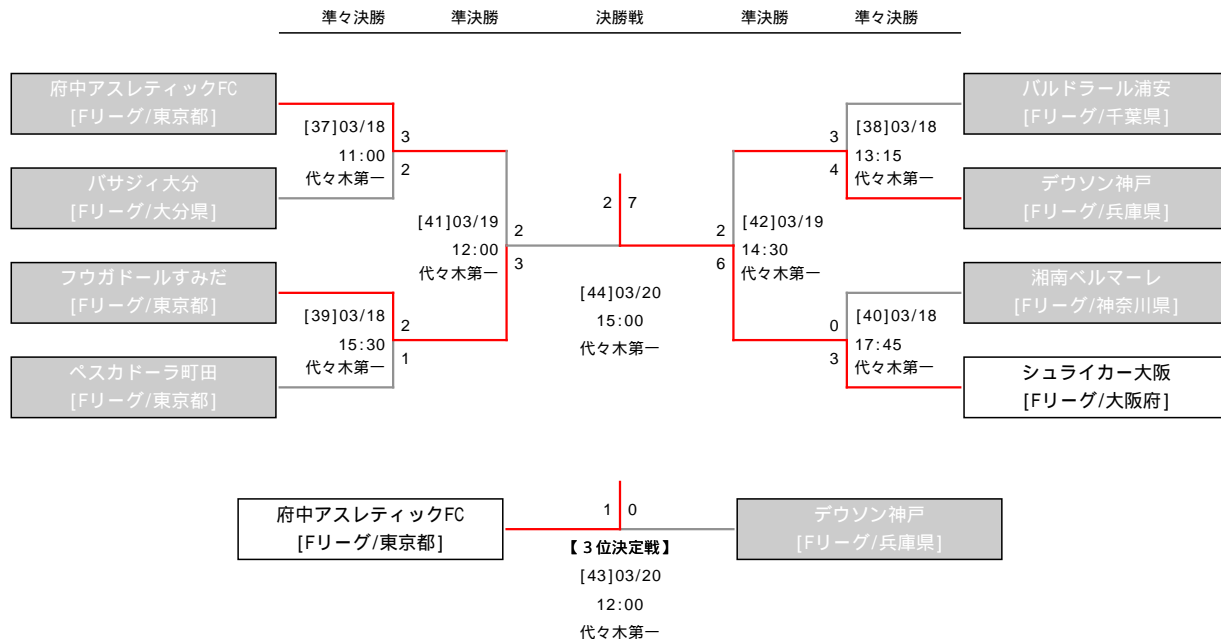 準々決勝 準決勝 決勝戦 準決勝 準々決勝
府中アスレティックFC
[Fリーグ/東京都]
[37]03/18
11:00
代々木第一
3
2
バサジィ大分
[Fリーグ/大分県]
[41]03/19
12:00
代々木第一
2
3
フウガドールすみだ
[Fリーグ/東京都]
[39]03/18
15:30
代々木第一
2
1
ペスカドーラ町田
[Fリーグ/東京都]
2 7
[44]03/20
15:00
代々木第一
バルドラール浦安
[Fリーグ/千葉県]
3
4
[38]03/18
13:15
代々木第一
デウソン神戸
[Fリーグ/兵庫県]
2
6
[42]03/19
14:30
代々木第一
湘南ベルマーレ
[Fリーグ/神奈川県]
0
3
[40]03/18
17:45
代々木第一
シュライカー大阪
[Fリーグ/大阪府]
府中アスレティックFC
[Fリーグ/東京都]
1 0
デウソン神戸
[Fリーグ/兵庫県]
【３位決定戦】
[43]03/20
12:00
代々木第一